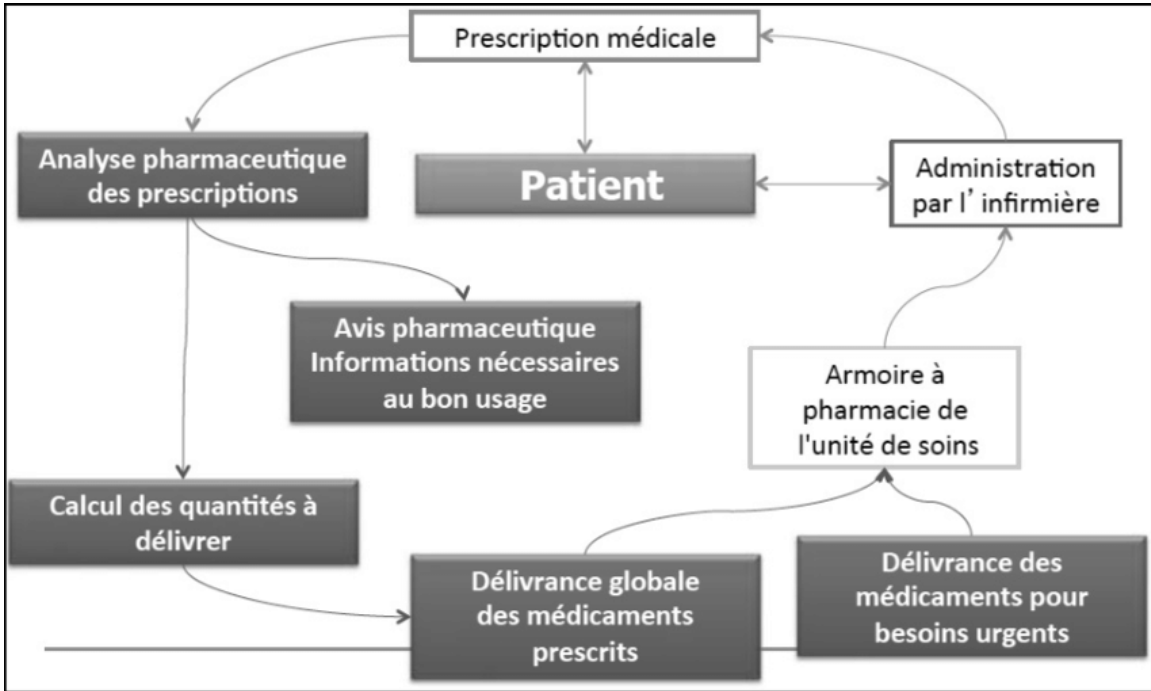 Prescription médicale
Analyse pharmaceutique
des prescriptions
Patient
Administration
par l’ infirmière
Avis pharmaceutique
Informations nécessaires
au bon usage
Armoire à
pharmacie de
l'unité de soins
Calcul des quantités à
délivrer
Délivrance globale
des médicaments
prescrits
Délivrance des
médicaments pour
besoins urgents